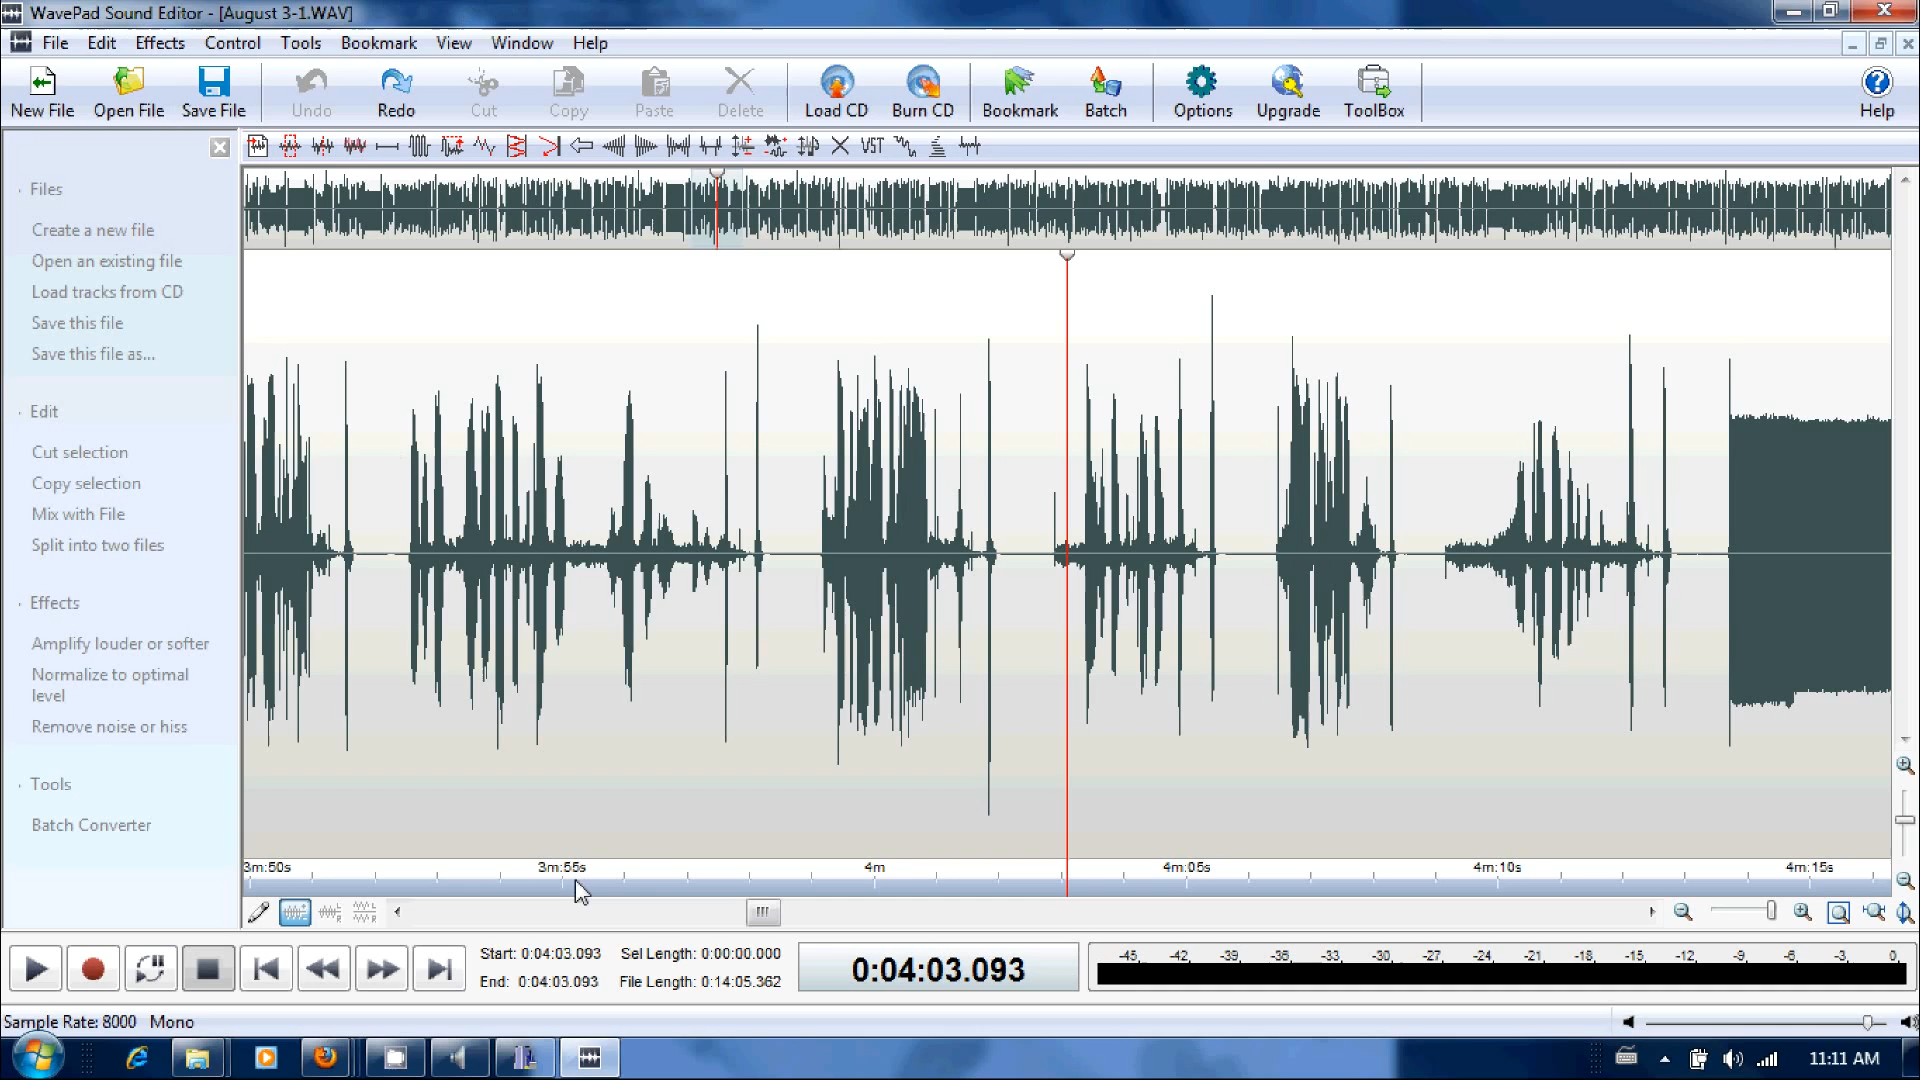 WavePad Sound Editor - [August 3-1.WAV]
File Edit Effects Control Tools Bookmark View Window Help
New File Open File Save File Undo Redo Cut Copy Paste Delete Load CD Burn CD Bookmark Batch Options Upgrade ToolBox Help
VST
Files
Create a new file
Open an existing file
Load tracks from CD
Save this file
Save this file as...
Edit
Cut selection
Copy selection
Mix with File
Split into two files
Effects
Amplify louder or softer
Normalize to optimal
level
Remove noise or hiss
Tools
Batch Converter
3m:50s 3m:55s 4m 4m:05s 4m:10s 4m:15s
Start: 0:04:03.093 Sel Length: 0:00:00.000
End: 0:04:03.093 File Length: 0:14:05.362
0:04:03.093
-45 -42 -39 -36 -33 -30 -27 -24 -21 -18 -15 -12 -9 -6 -3 0
Sample Rate: 8000 Mono
11:11 AM